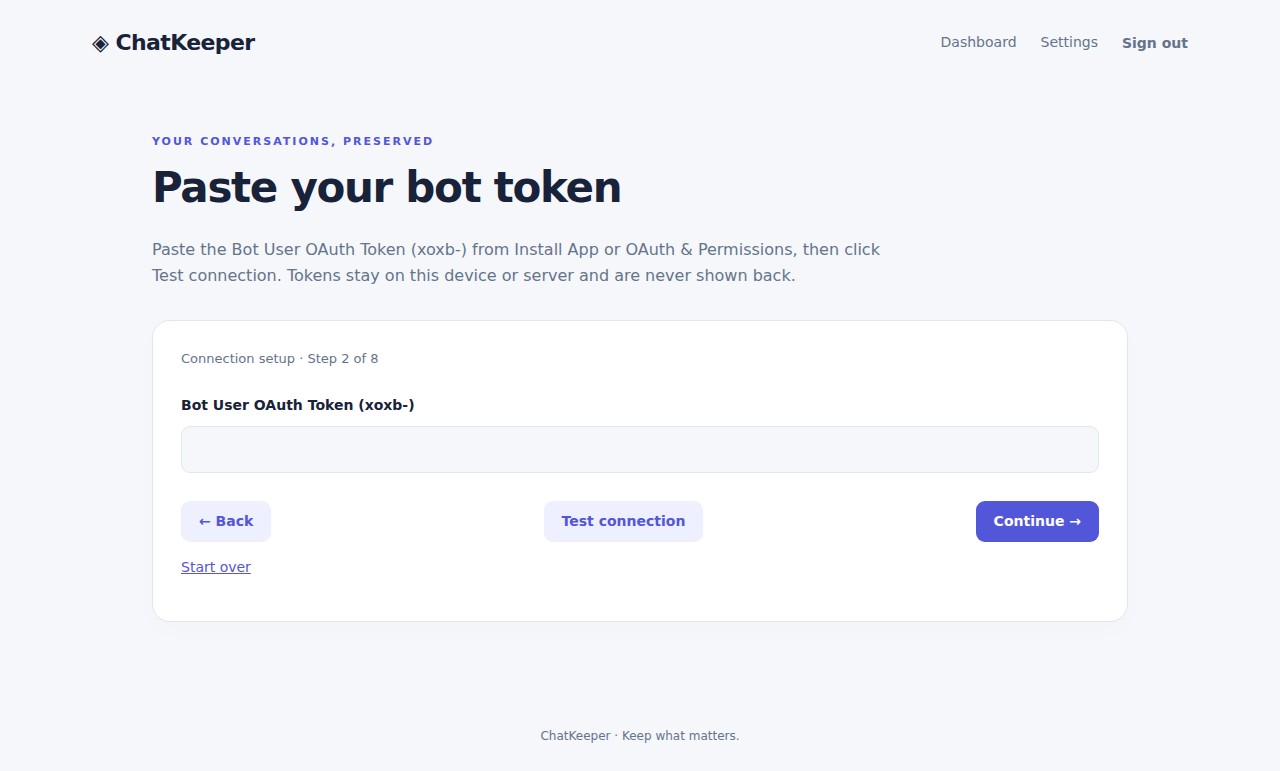 ◈ ChatKeeper
Dashboard Settings Sign out
YOUR CONVERSATIONS, PRESERVED
Paste your bot token
Paste the Bot User OAuth Token (xoxb-) from Install App or OAuth & Permissions, then click
Test connection. Tokens stay on this device or server and are never shown back.
Connection setup · Step 2 of 8
Bot User OAuth Token (xoxb-)
← Back Test connection Continue →
Start over
ChatKeeper · Keep what matters.